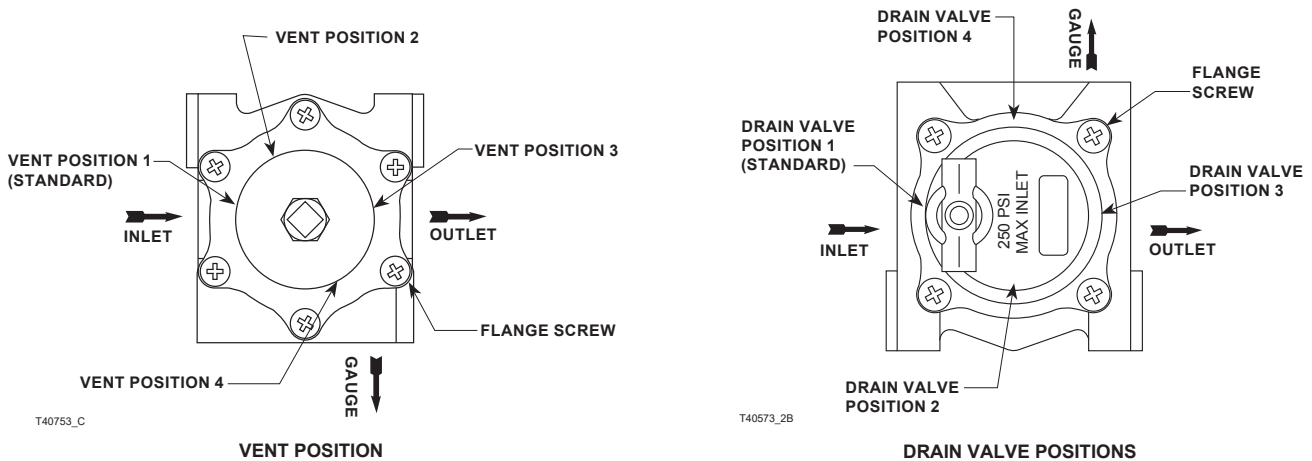 VENT POSITION 2
VENT POSITION 1
(STANDARD)
VENT POSITION 3
INLET
OUTLET
FLANGE SCREW
VENT POSITION 4
GAUGE
T40753_C
VENT POSITION
DRAIN VALVE
POSITION 4
GAUGE
FLANGE
SCREW
DRAIN VALVE
POSITION 1
(STANDARD)
DRAIN VALVE
POSITION 3
250 PSI
MAX INLET
INLET
OUTLET
DRAIN VALVE
POSITION 2
T40573_2B
DRAIN VALVE POSITIONS